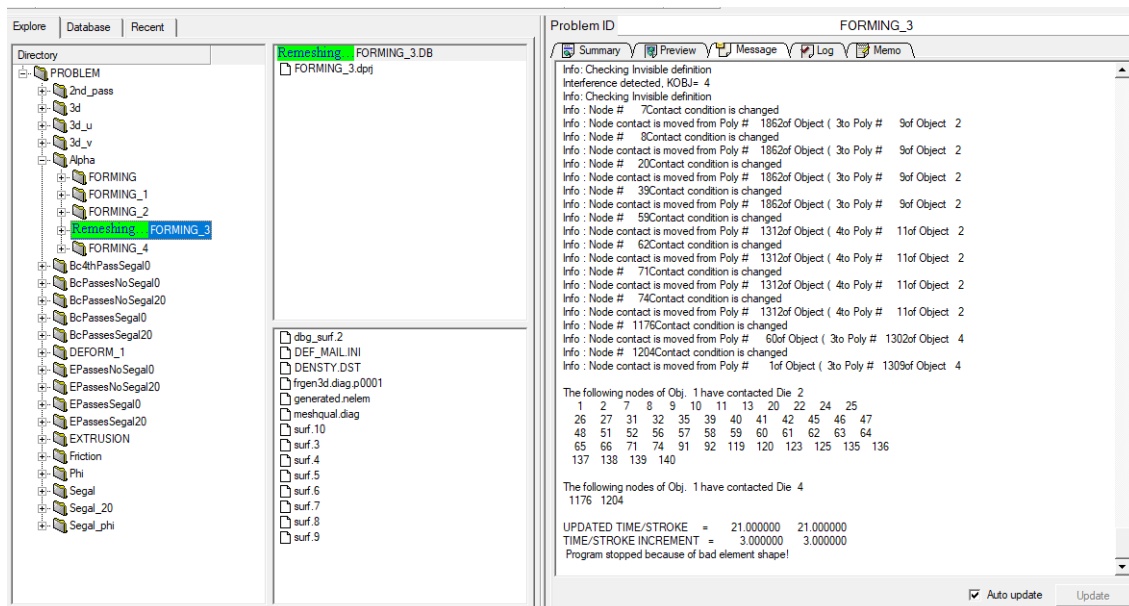 Explore Database Recent
Directory
PROBLEM
2nd_pass
3d
3d_u
3d_v
Alpha
FORMING
FORMING_1
FORMING_2
Remeshing... FORMING_3
FORMING_4
Bc4thPassSegal0
BcPassesNoSegal0
BcPassesNoSegal20
BcPassesSegal0
BcPassesSegal20
DEFORM_1
EPassesNoSegal0
EPassesNoSegal20
EPassesSegal0
EPassesSegal20
EXTRUSION
Friction
Phi
Segal
Segal_20
Segal_phi
Remeshing... FORMING_3.DB
FORMING_3.dprj
dbg_surf.2
DEF_MAIL.INI
DENSTY.DST
frgen3d.diag.p0001
generated.nelem
meshqual.diag
surf.10
surf.3
surf.4
surf.5
surf.6
surf.7
surf.8
surf.9
Problem ID FORMING_3
Summary Preview Message Log Memo
Info: Checking Invisible definition
Interference detected, KOBJ= 4
Info: Checking Invisible definition
Info : Node # 7Contact condition is changed
Info : Node contact is moved from Poly # 1862of Object ( 3to Poly # 9of Object 2
Info : Node # 8Contact condition is changed
Info : Node contact is moved from Poly # 1862of Object ( 3to Poly # 9of Object 2
Info : Node # 20Contact condition is changed
Info : Node contact is moved from Poly # 1862of Object ( 3to Poly # 9of Object 2
Info : Node # 39Contact condition is changed
Info : Node contact is moved from Poly # 1862of Object ( 3to Poly # 9of Object 2
Info : Node # 59Contact condition is changed
Info : Node contact is moved from Poly # 1312of Object ( 4to Poly # 11of Object 2
Info : Node # 62Contact condition is changed
Info : Node contact is moved from Poly # 1312of Object ( 4to Poly # 11of Object 2
Info : Node # 71Contact condition is changed
Info : Node contact is moved from Poly # 1312of Object ( 4to Poly # 11of Object 2
Info : Node # 74Contact condition is changed
Info : Node contact is moved from Poly # 1312of Object ( 4to Poly # 11of Object 2
Info : Node # 1176Contact condition is changed
Info : Node contact is moved from Poly # 60of Object ( 3to Poly # 1302of Object 4
Info : Node # 1204Contact condition is changed
Info : Node contact is moved from Poly # 1of Object ( 3to Poly # 1309of Object 4
The following nodes of Obj. 1 have contacted Die 2
1 2 7 8 9 10 11 13 20 22 24 25
26 27 31 32 35 39 40 41 42 45 46 47
48 51 52 56 57 58 59 60 61 62 63 64
65 66 71 74 91 92 119 120 123 125 135 136
137 138 139 140
The following nodes of Obj. 1 have contacted Die 4
1176 1204
UPDATED TIME/STROKE = 21.000000 21.000000
TIME/STROKE INCREMENT = 3.000000 3.000000
Program stopped because of bad element shape!
Auto update Update